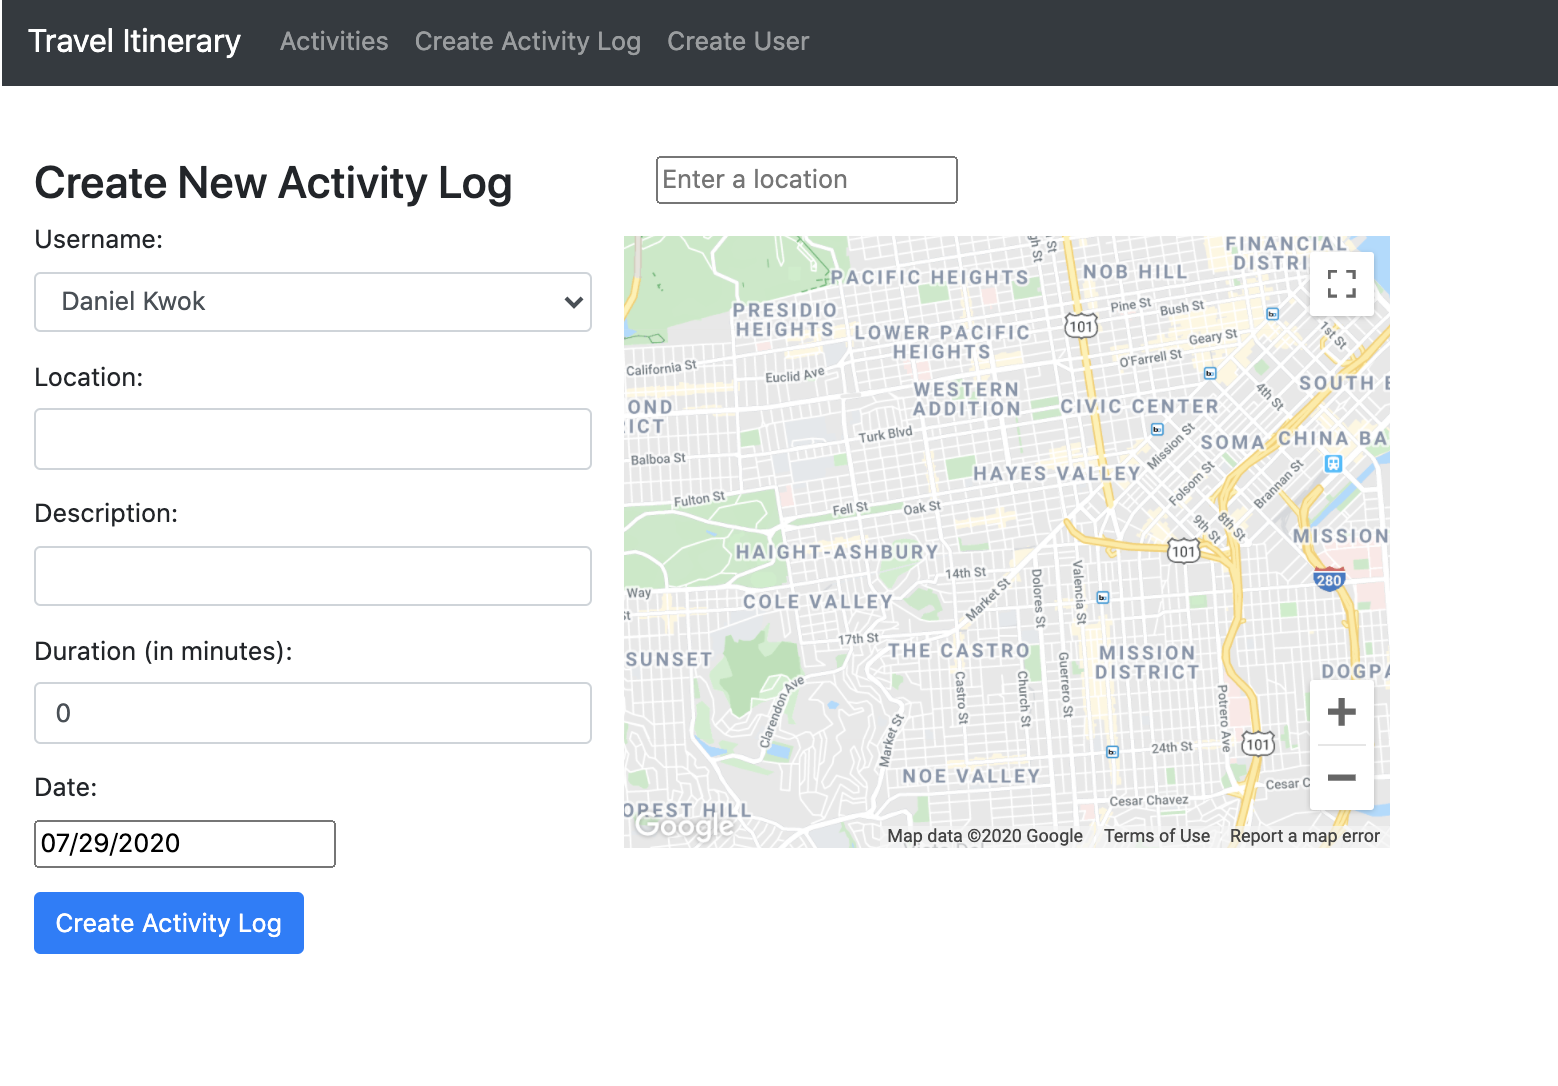 Travel Itinerary Activities Create Activity Log Create User
Create New Activity Log
Username:
Daniel Kwok
Location:
Description:
Duration (in minutes):
0
Date:
07/29/2020
Create Activity Log
Enter a location
FINANCIAL
DISTRI
PACIFIC HEIGHTS
NOB HILL
PRESIDIO
HEIGHTS
LOWER PACIFIC
HEIGHTS
101
Pine St
Bush St
Geary St
1st St
O'Farrell St
California St
Euclid Ave
WESTERN
ADDITION
4th St
SOUTH B
OND
ICT
CIVIC CENTER
Turk Blvd
Mission St
SOMA
CHINA BA
Balboa St
HAYES VALLEY
Folsom St
Brannan St
Fulton St
Fell St
Oak St
9th St
8th St
MISSION
HAIGHT-ASHBURY
101
280
14th St
Way
COLE VALLEY
Market St
Dolores St
Valencia St
17th St
SUNSET
THE CASTRO
MISSION
DISTRICT
DOGPA
Clarendon Ave
Castro St
Church St
Guerrero St
Potrero Ave
Market St
24th St
101
NOE VALLEY
Cesar Chavez
Cesar C
OREST HILL
Google
Map data ©2020 Google Terms of Use Report a map error